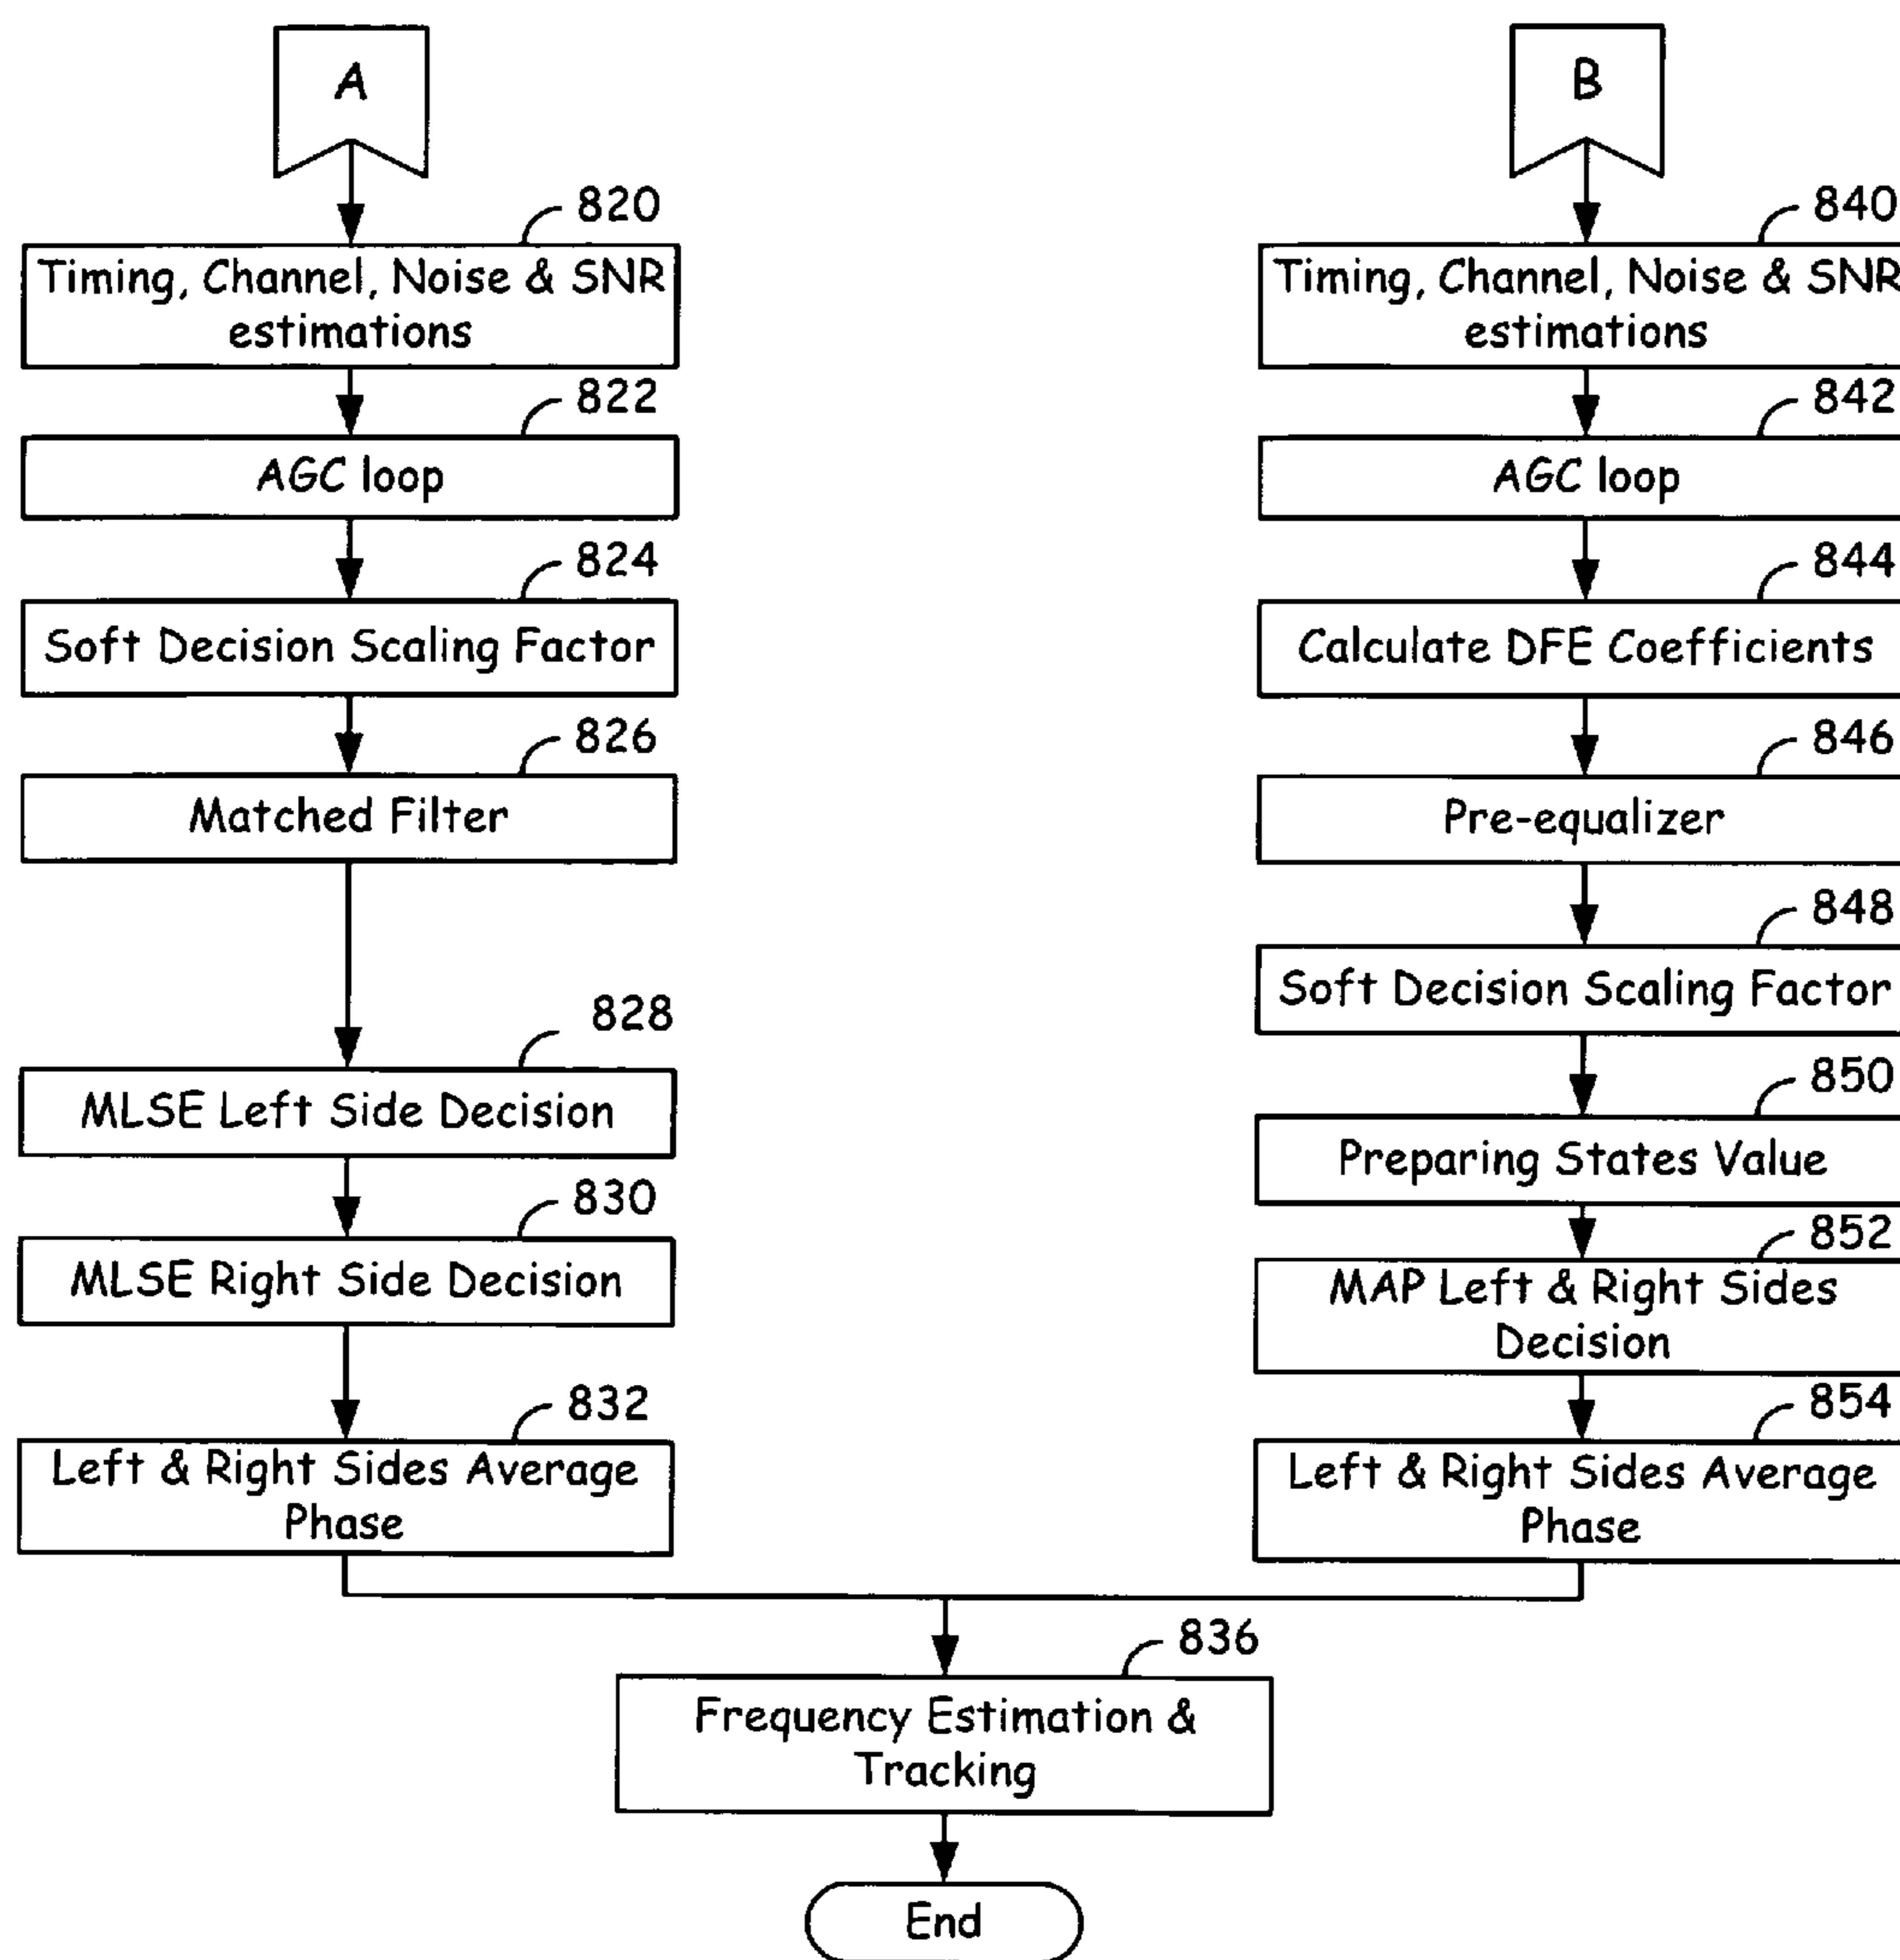 A
820
Timing, Channel, Noise & SNR
estimations
822
AGC loop
824
Soft Decision Scaling Factor
826
Matched Filter
828
MLSE Left Side Decision
830
MLSE Right Side Decision
832
Left & Right Sides Average
Phase
B
840
Timing, Channel, Noise & SNR
estimations
842
AGC loop
844
Calculate DFE Coefficients
846
Pre-equalizer
848
Soft Decision Scaling Factor
850
Preparing States Value
852
MAP Left & Right Sides
Decision
854
Left & Right Sides Average
Phase
836
Frequency Estimation &
Tracking
End